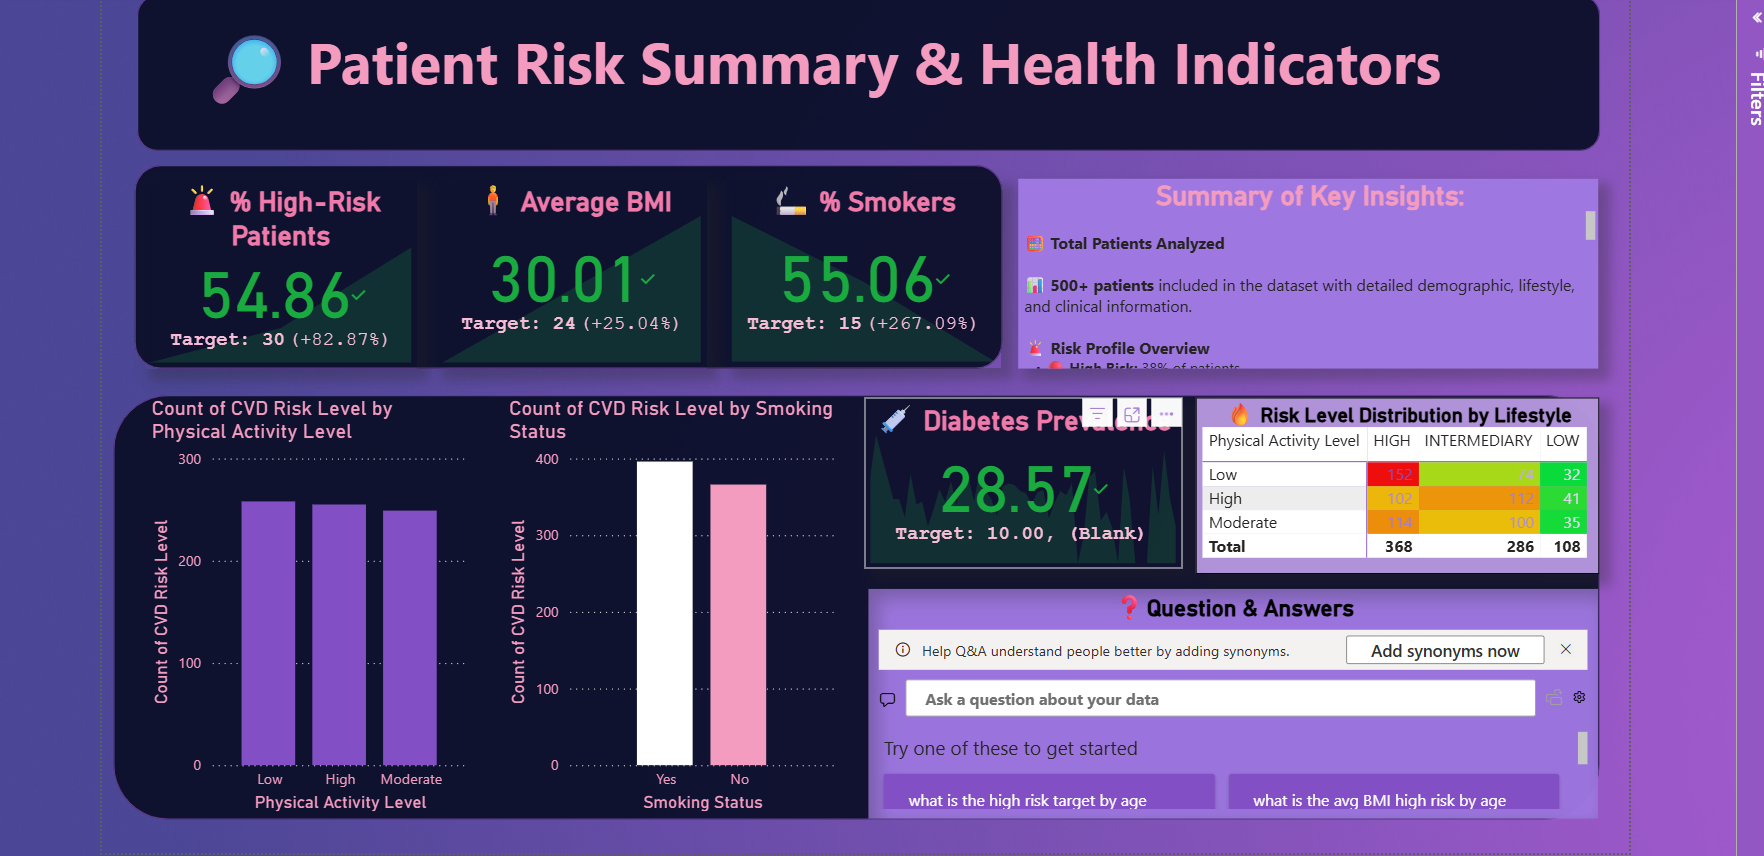 Patient Risk Summary & Health Indicators
Filters
% High-Risk
Patients
54.86
Target: 30 (+82.87%)
Average BMI
30.01
Target: 24 (+25.04%)
% Smokers
55.06
Target: 15 (+267.09%)
Summary of Key Insights:
Total Patients Analyzed
500+ patients included in the dataset with detailed demographic, lifestyle,
and clinical information.
Risk Profile Overview
High Risk: 38% of patients
Count of CVD Risk Level by
Physical Activity Level
Count of CVD Risk Level
300
200
100
0
Low High Moderate
Physical Activity Level
Count of CVD Risk Level by Smoking
Status
Count of CVD Risk Level
400
300
200
100
0
Yes No
Smoking Status
Diabetes Prevalence
28.57
Target: 10.00, (Blank)
Risk Level Distribution by Lifestyle
Physical Activity Level HIGH INTERMEDIARY LOW
Low 152 74 32
High 102 112 41
Moderate 114 100 35
Total 368 286 108
Question & Answers
Help Q&A understand people better by adding synonyms.
Add synonyms now
Ask a question about your data
Try one of these to get started
what is the high risk target by age
what is the avg BMI high risk by age